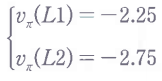 v_π(L1) = -2.25
v_π(L2) = -2.75